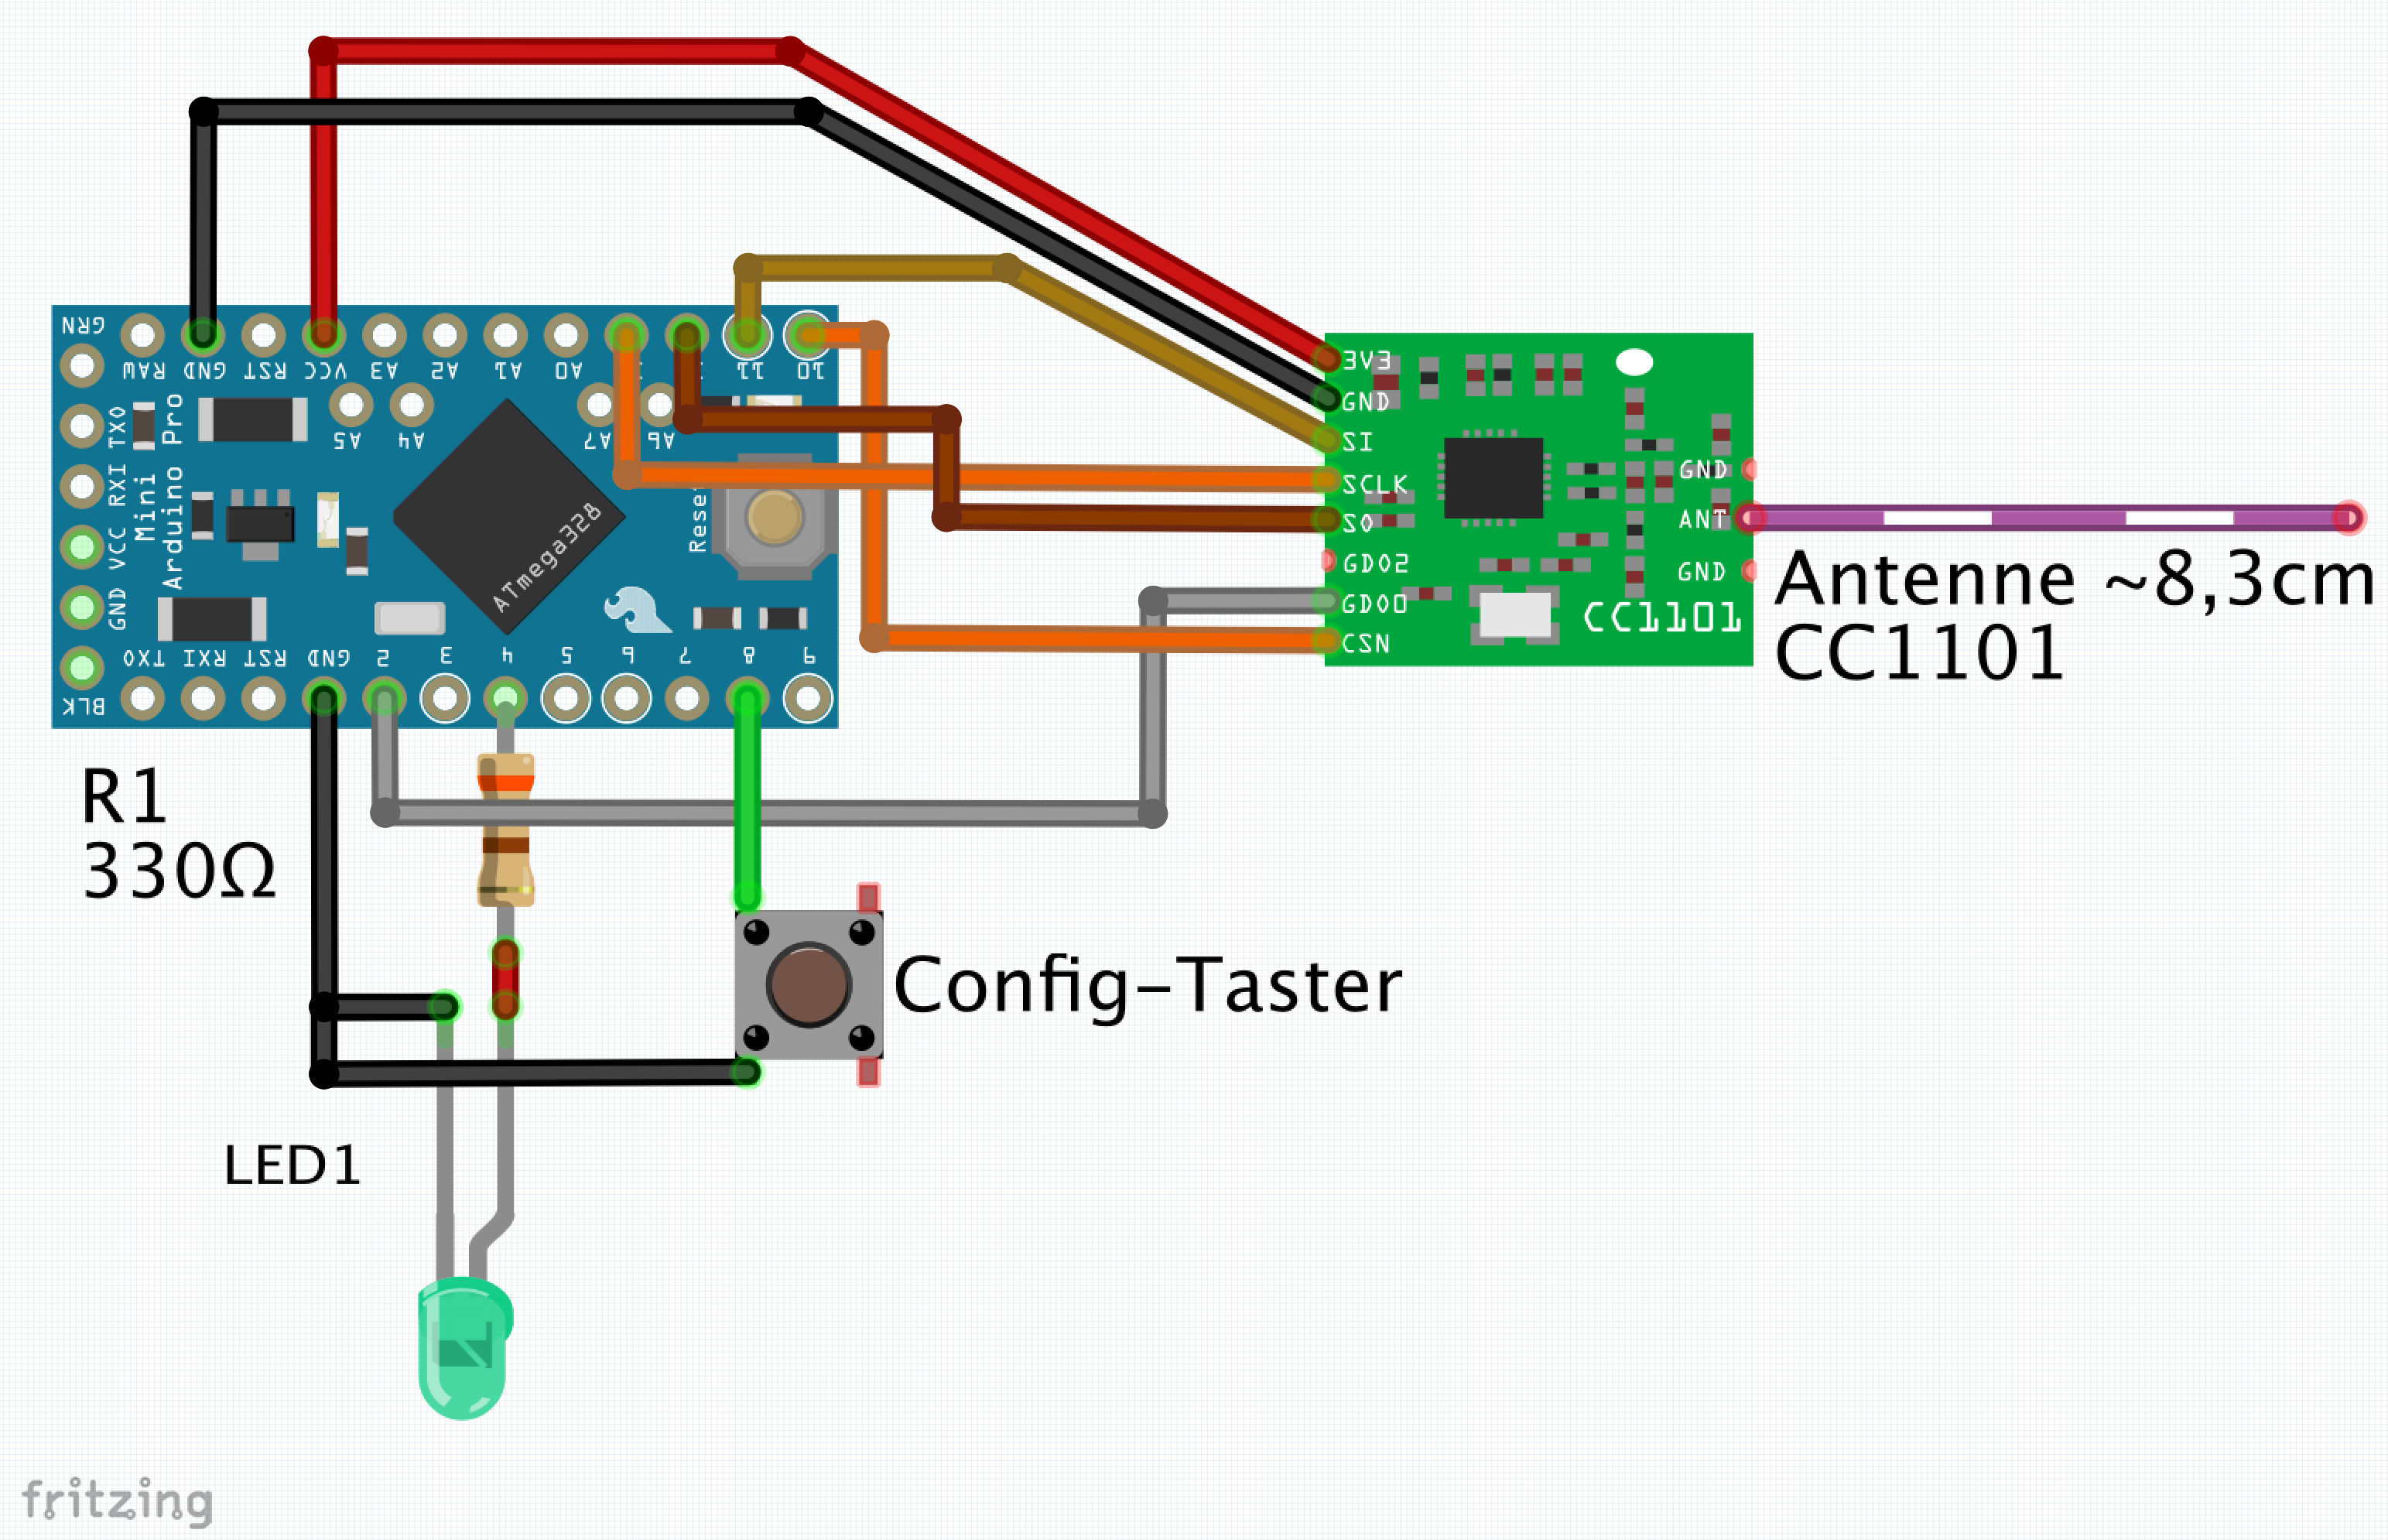 GRN
RAW GND RST VCC A3 A2 A1 A0 11 10
A5 A4 A7 A6
TXO
RXI
VCC
GND
BLK
Arduino Pro
Mini
ATmega328
Reset
TXO RXI RST GND 2 3 4 5 6 7 8 9
3V3
GND
SI
SCLK
SO
GDO2
GDO0
CSN
GND
ANT
GND
CC1101
Antenne ~8,3cm
CC1101
R1
330Ω
Config-Taster
LED1
fritzing